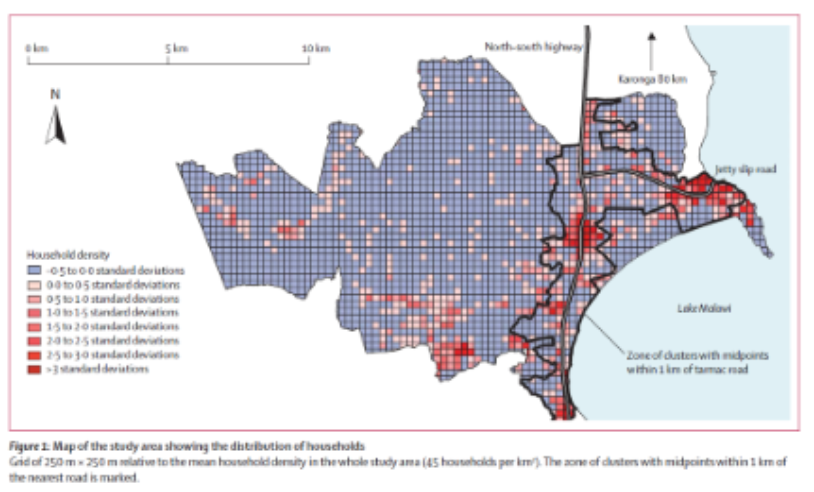 0 km
5 km
10 km
North-south highway
N
Karonga 80 km
Jetty slip road
Household density
-0·5 to 0·0 standard deviations
0·0 to 0·5 standard deviations
0·5 to 1·0 standard deviations
1·0 to 1·5 standard deviations
1·5 to 2·0 standard deviations
2·0 to 2·5 standard deviations
2·5 to 3·0 standard deviations
>3 standard deviations
Lake Malawi
Zone of clusters with midpoints
within 1 km of tarmac road
Figure 1: Map of the study area showing the distribution of households
Grid of 250 m × 250 m relative to the mean household density in the whole study area (45 households per km²). The zone of clusters with midpoints within 1 km of
the nearest road is marked.